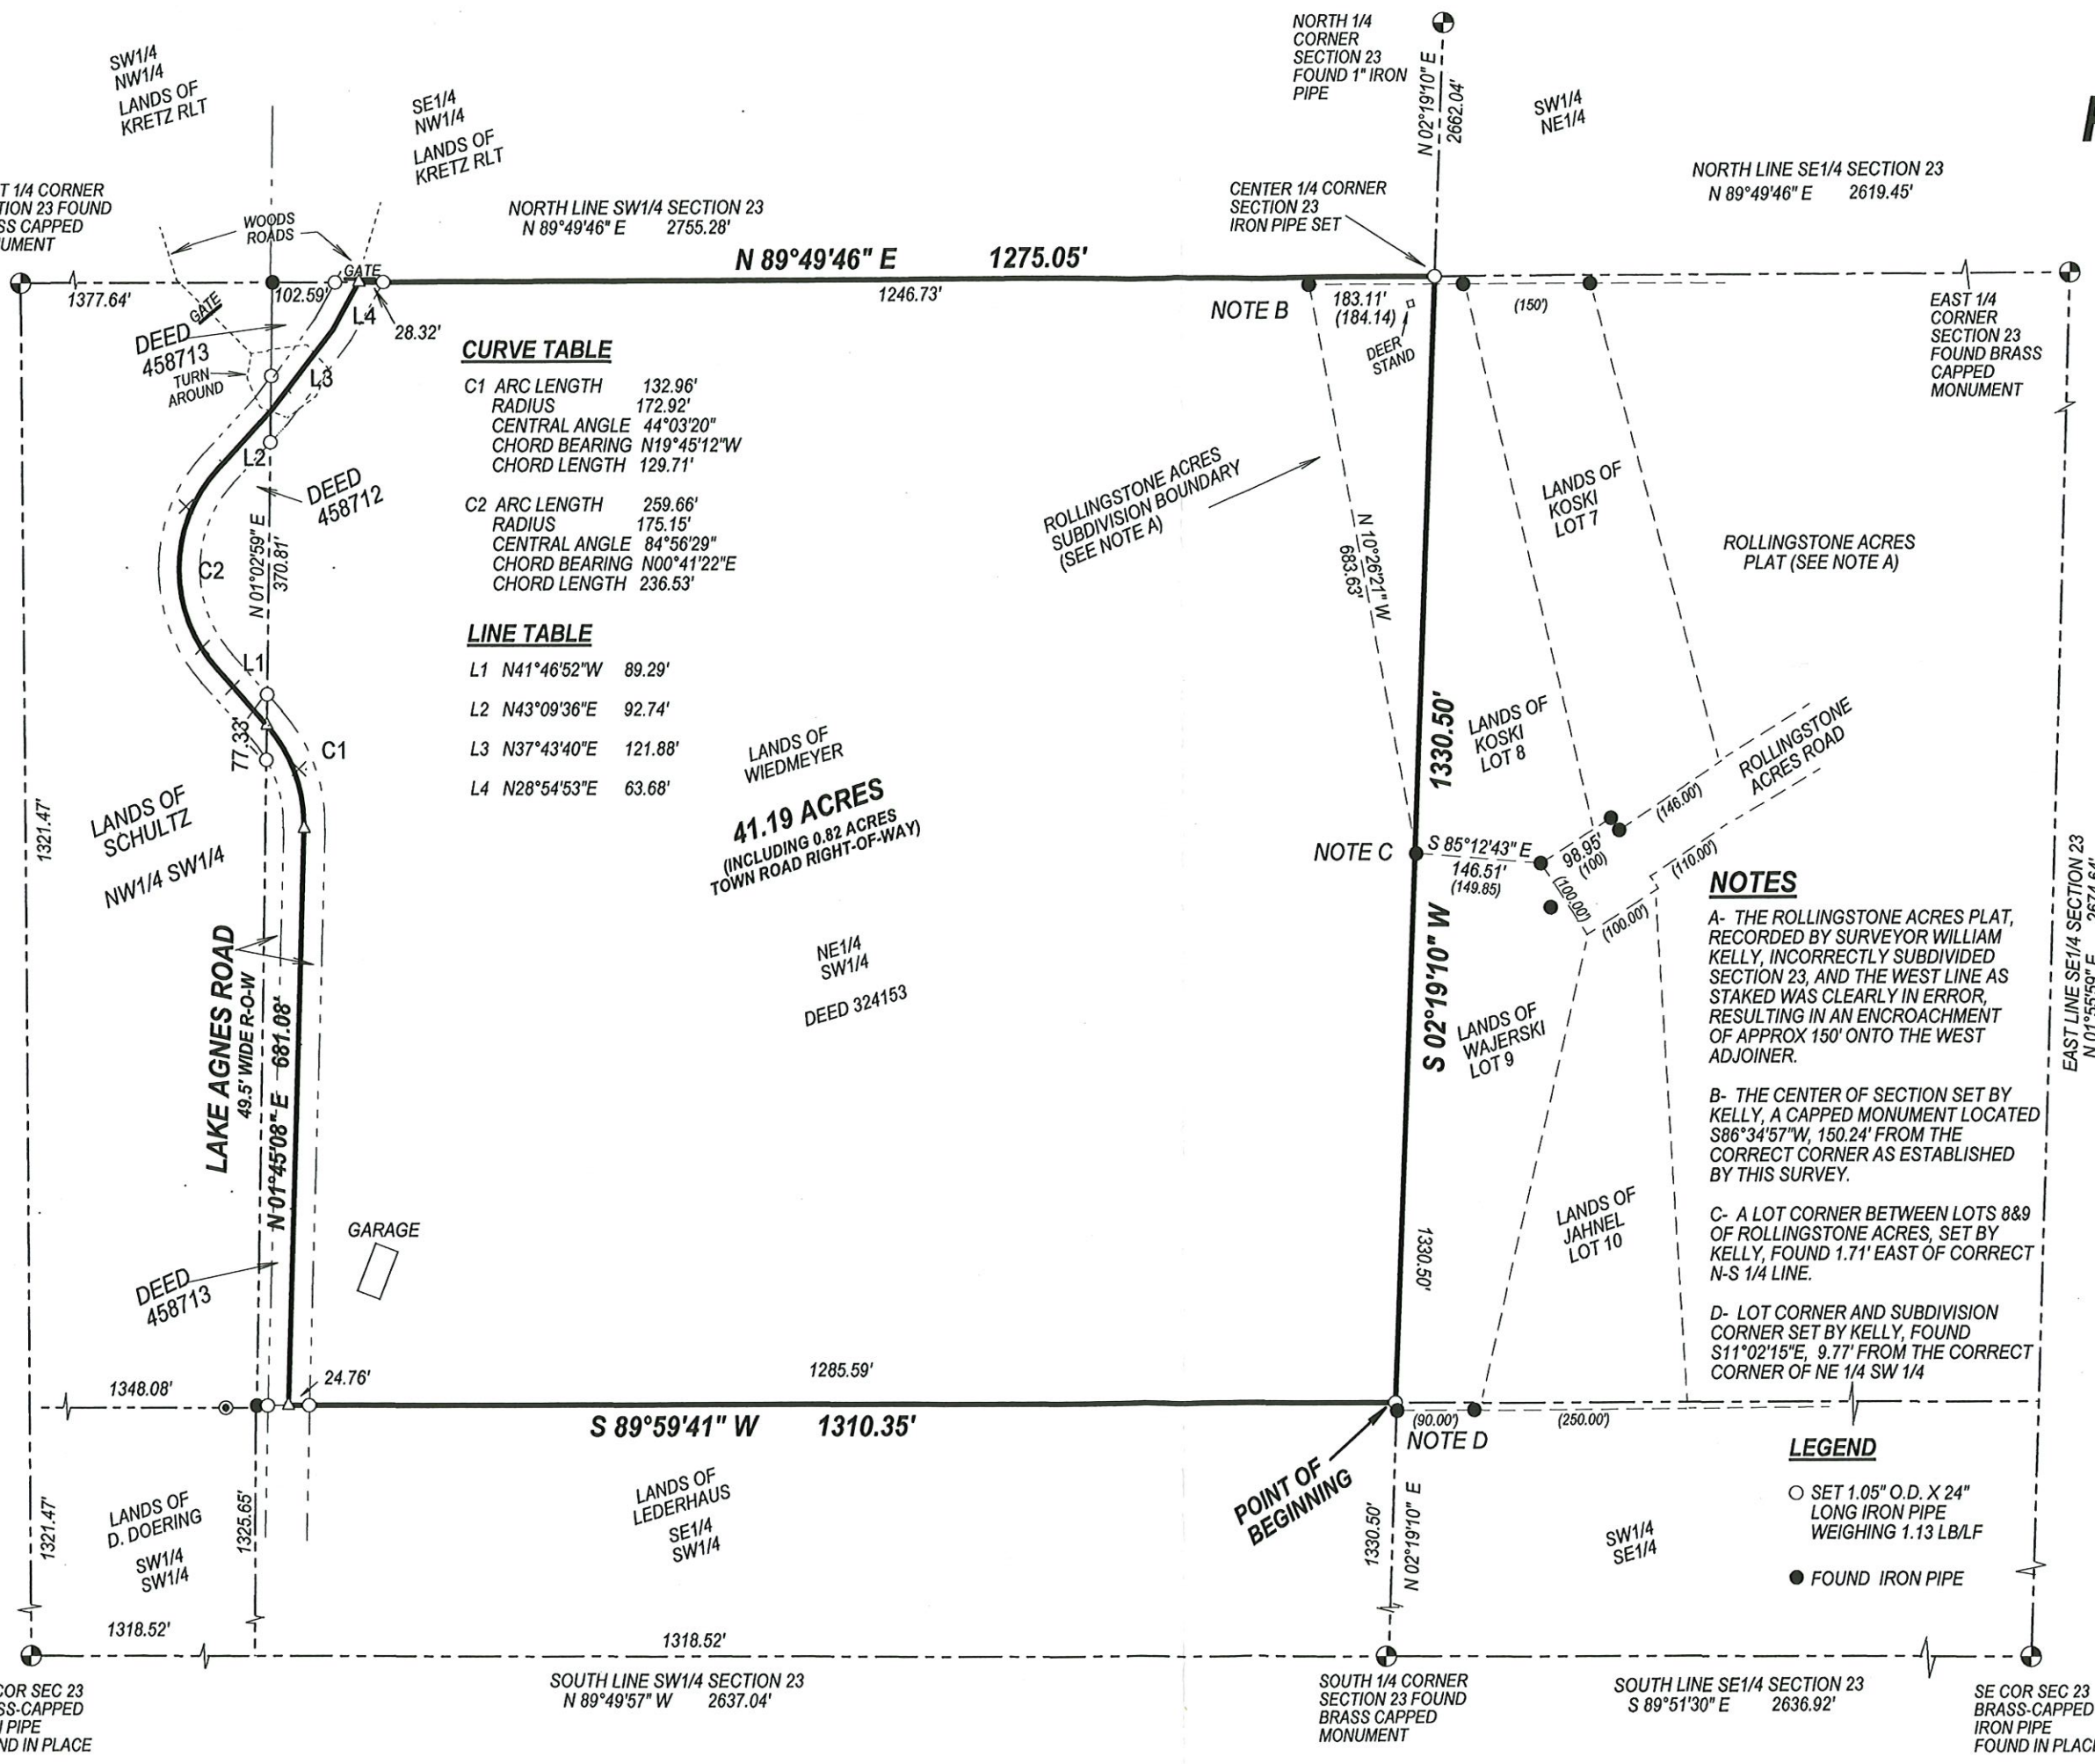 SW1/4
NW1/4
LANDS OF
KRETZ RLT
SE1/4
NW1/4
LANDS OF
KRETZ RLT
NORTH 1/4
CORNER
SECTION 23
FOUND 1" IRON
PIPE
N 02°19'10" E
2662.04'
SW1/4
NE1/4
T 1/4 CORNER
TION 23 FOUND
SS CAPPED
UMENT
WOODS
ROADS
NORTH LINE SW1/4 SECTION 23
N 89°49'46" E 2755.28'
CENTER 1/4 CORNER
SECTION 23
IRON PIPE SET
NORTH LINE SE1/4 SECTION 23
N 89°49'46" E 2619.45'
N 89°49'46" E 1275.05'
GATE
1377.64'
102.59'
1246.73'
GATE
L4
28.32'
NOTE B
183.11'
(184.14)
(150')
DEER
STAND
EAST 1/4
CORNER
SECTION 23
FOUND BRASS
CAPPED
MONUMENT
DEED
458713
TURN
AROUND
L3
L2
DEED
458712
N 01°02'59" E
370.81'
C2
L1
77.33'
C1
CURVE TABLE
C1 ARC LENGTH 132.96'
RADIUS 172.92'
CENTRAL ANGLE 44°03'20"
CHORD BEARING N19°45'12"W
CHORD LENGTH 129.71'
C2 ARC LENGTH 259.66'
RADIUS 175.15'
CENTRAL ANGLE 84°56'29"
CHORD BEARING N00°41'22"E
CHORD LENGTH 236.53'
LINE TABLE
L1 N41°46'52"W 89.29'
L2 N43°09'36"E 92.74'
L3 N37°43'40"E 121.88'
L4 N28°54'53"E 63.68'
ROLLINGSTONE ACRES
SUBDIVISION BOUNDARY
(SEE NOTE A)
N 10°26'21" W
683.63'
LANDS OF
KOSKI
LOT 7
ROLLINGSTONE ACRES
PLAT (SEE NOTE A)
LANDS OF
WIEDMEYER
41.19 ACRES
(INCLUDING 0.82 ACRES
TOWN ROAD RIGHT-OF-WAY)
NE1/4
SW1/4
DEED 324153
1330.50'
S 02°19'10" W
LANDS OF
KOSKI
LOT 8
ROLLINGSTONE
ACRES ROAD
NOTE C
S 85°12'43" E
146.51'
(149.85)
98.95'
(100)
(146.00')
(110.00')
(100.00')
(100.00')
LANDS OF
SCHULTZ
NW1/4 SW1/4
1321.47'
LAKE AGNES ROAD
49.5' WIDE R-O-W
N 01°45'08" E 681.08'
GARAGE
DEED
458713
LANDS OF
WAJERSKI
LOT 9
LANDS OF
JAHNEL
LOT 10
1330.50'
NOTES
A- THE ROLLINGSTONE ACRES PLAT,
RECORDED BY SURVEYOR WILLIAM
KELLY, INCORRECTLY SUBDIVIDED
SECTION 23, AND THE WEST LINE AS
STAKED WAS CLEARLY IN ERROR,
RESULTING IN AN ENCROACHMENT
OF APPROX 150' ONTO THE WEST
ADJOINER.
B- THE CENTER OF SECTION SET BY
KELLY, A CAPPED MONUMENT LOCATED
S86°34'57"W, 150.24' FROM THE
CORRECT CORNER AS ESTABLISHED
BY THIS SURVEY.
C- A LOT CORNER BETWEEN LOTS 8&9
OF ROLLINGSTONE ACRES, SET BY
KELLY, FOUND 1.71' EAST OF CORRECT
N-S 1/4 LINE.
D- LOT CORNER AND SUBDIVISION
CORNER SET BY KELLY, FOUND
S11°02'15"E, 9.77' FROM THE CORRECT
CORNER OF NE 1/4 SW 1/4
EAST LINE SE1/4 SECTION 23
N 01°55'59" E 2674.64'
1348.08'
24.76'
1285.59'
S 89°59'41" W 1310.35'
(90.00')
(250.00')
NOTE D
POINT OF
BEGINNING
LEGEND
SET 1.05" O.D. X 24"
LONG IRON PIPE
WEIGHING 1.13 LB/LF
FOUND IRON PIPE
1321.47'
LANDS OF
D. DOERING
SW1/4
SW1/4
1325.65'
LANDS OF
LEDERHAUS
SE1/4
SW1/4
1330.50'
N 02°19'10" E
SW1/4
SE1/4
1318.52'
1318.52'
SOUTH LINE SW1/4 SECTION 23
N 89°49'57" W 2637.04'
SOUTH 1/4 CORNER
SECTION 23 FOUND
BRASS CAPPED
MONUMENT
SOUTH LINE SE1/4 SECTION 23
S 89°51'30" E 2636.92'
COR SEC 23
SS-CAPPED
PIPE
ND IN PLACE
SE COR SEC 23
BRASS-CAPPED
IRON PIPE
FOUND IN PLACE